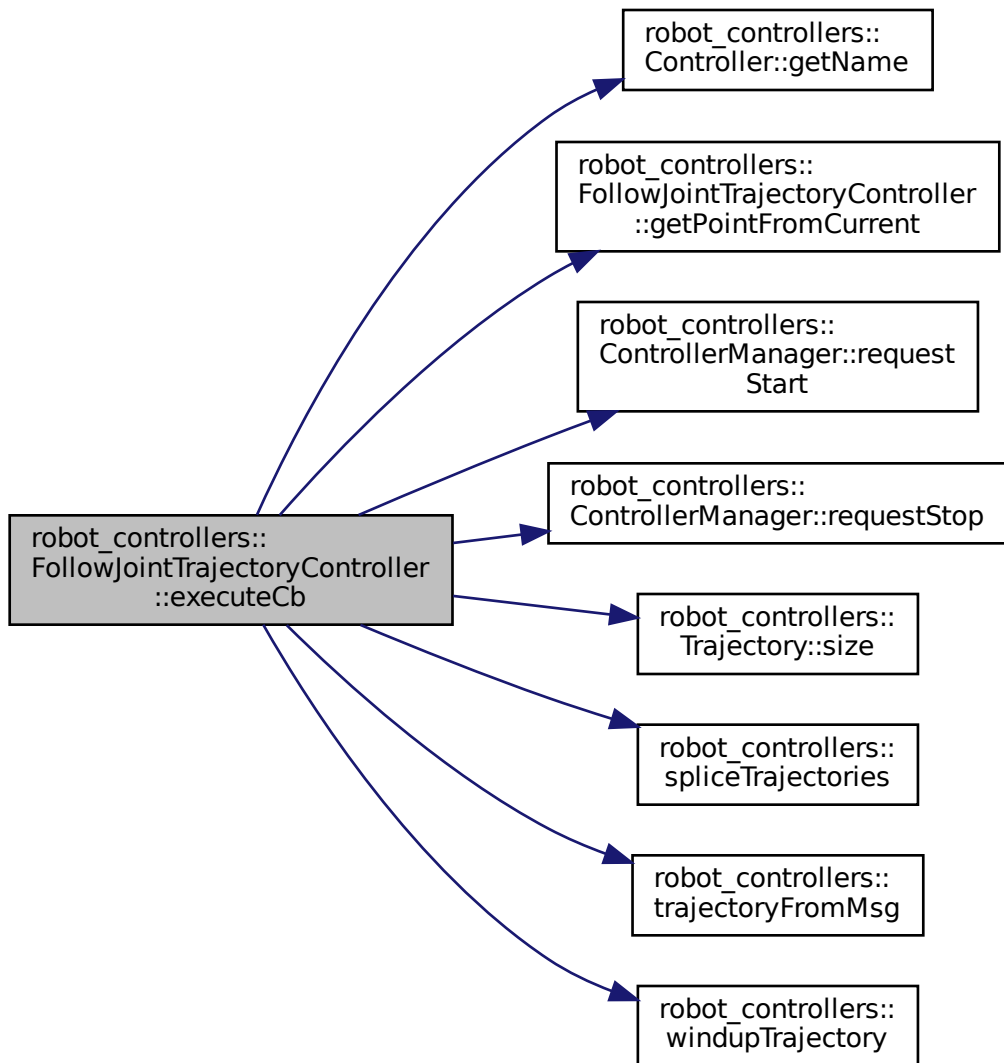 robot_controllers::
Controller::getName
robot_controllers::
FollowJointTrajectoryController
::getPointFromCurrent
robot_controllers::
ControllerManager::request
Start
robot_controllers::
ControllerManager::requestStop
robot_controllers::
FollowJointTrajectoryController
::executeCb
robot_controllers::
Trajectory::size
robot_controllers::
spliceTrajectories
robot_controllers::
trajectoryFromMsg
robot_controllers::
windupTrajectory